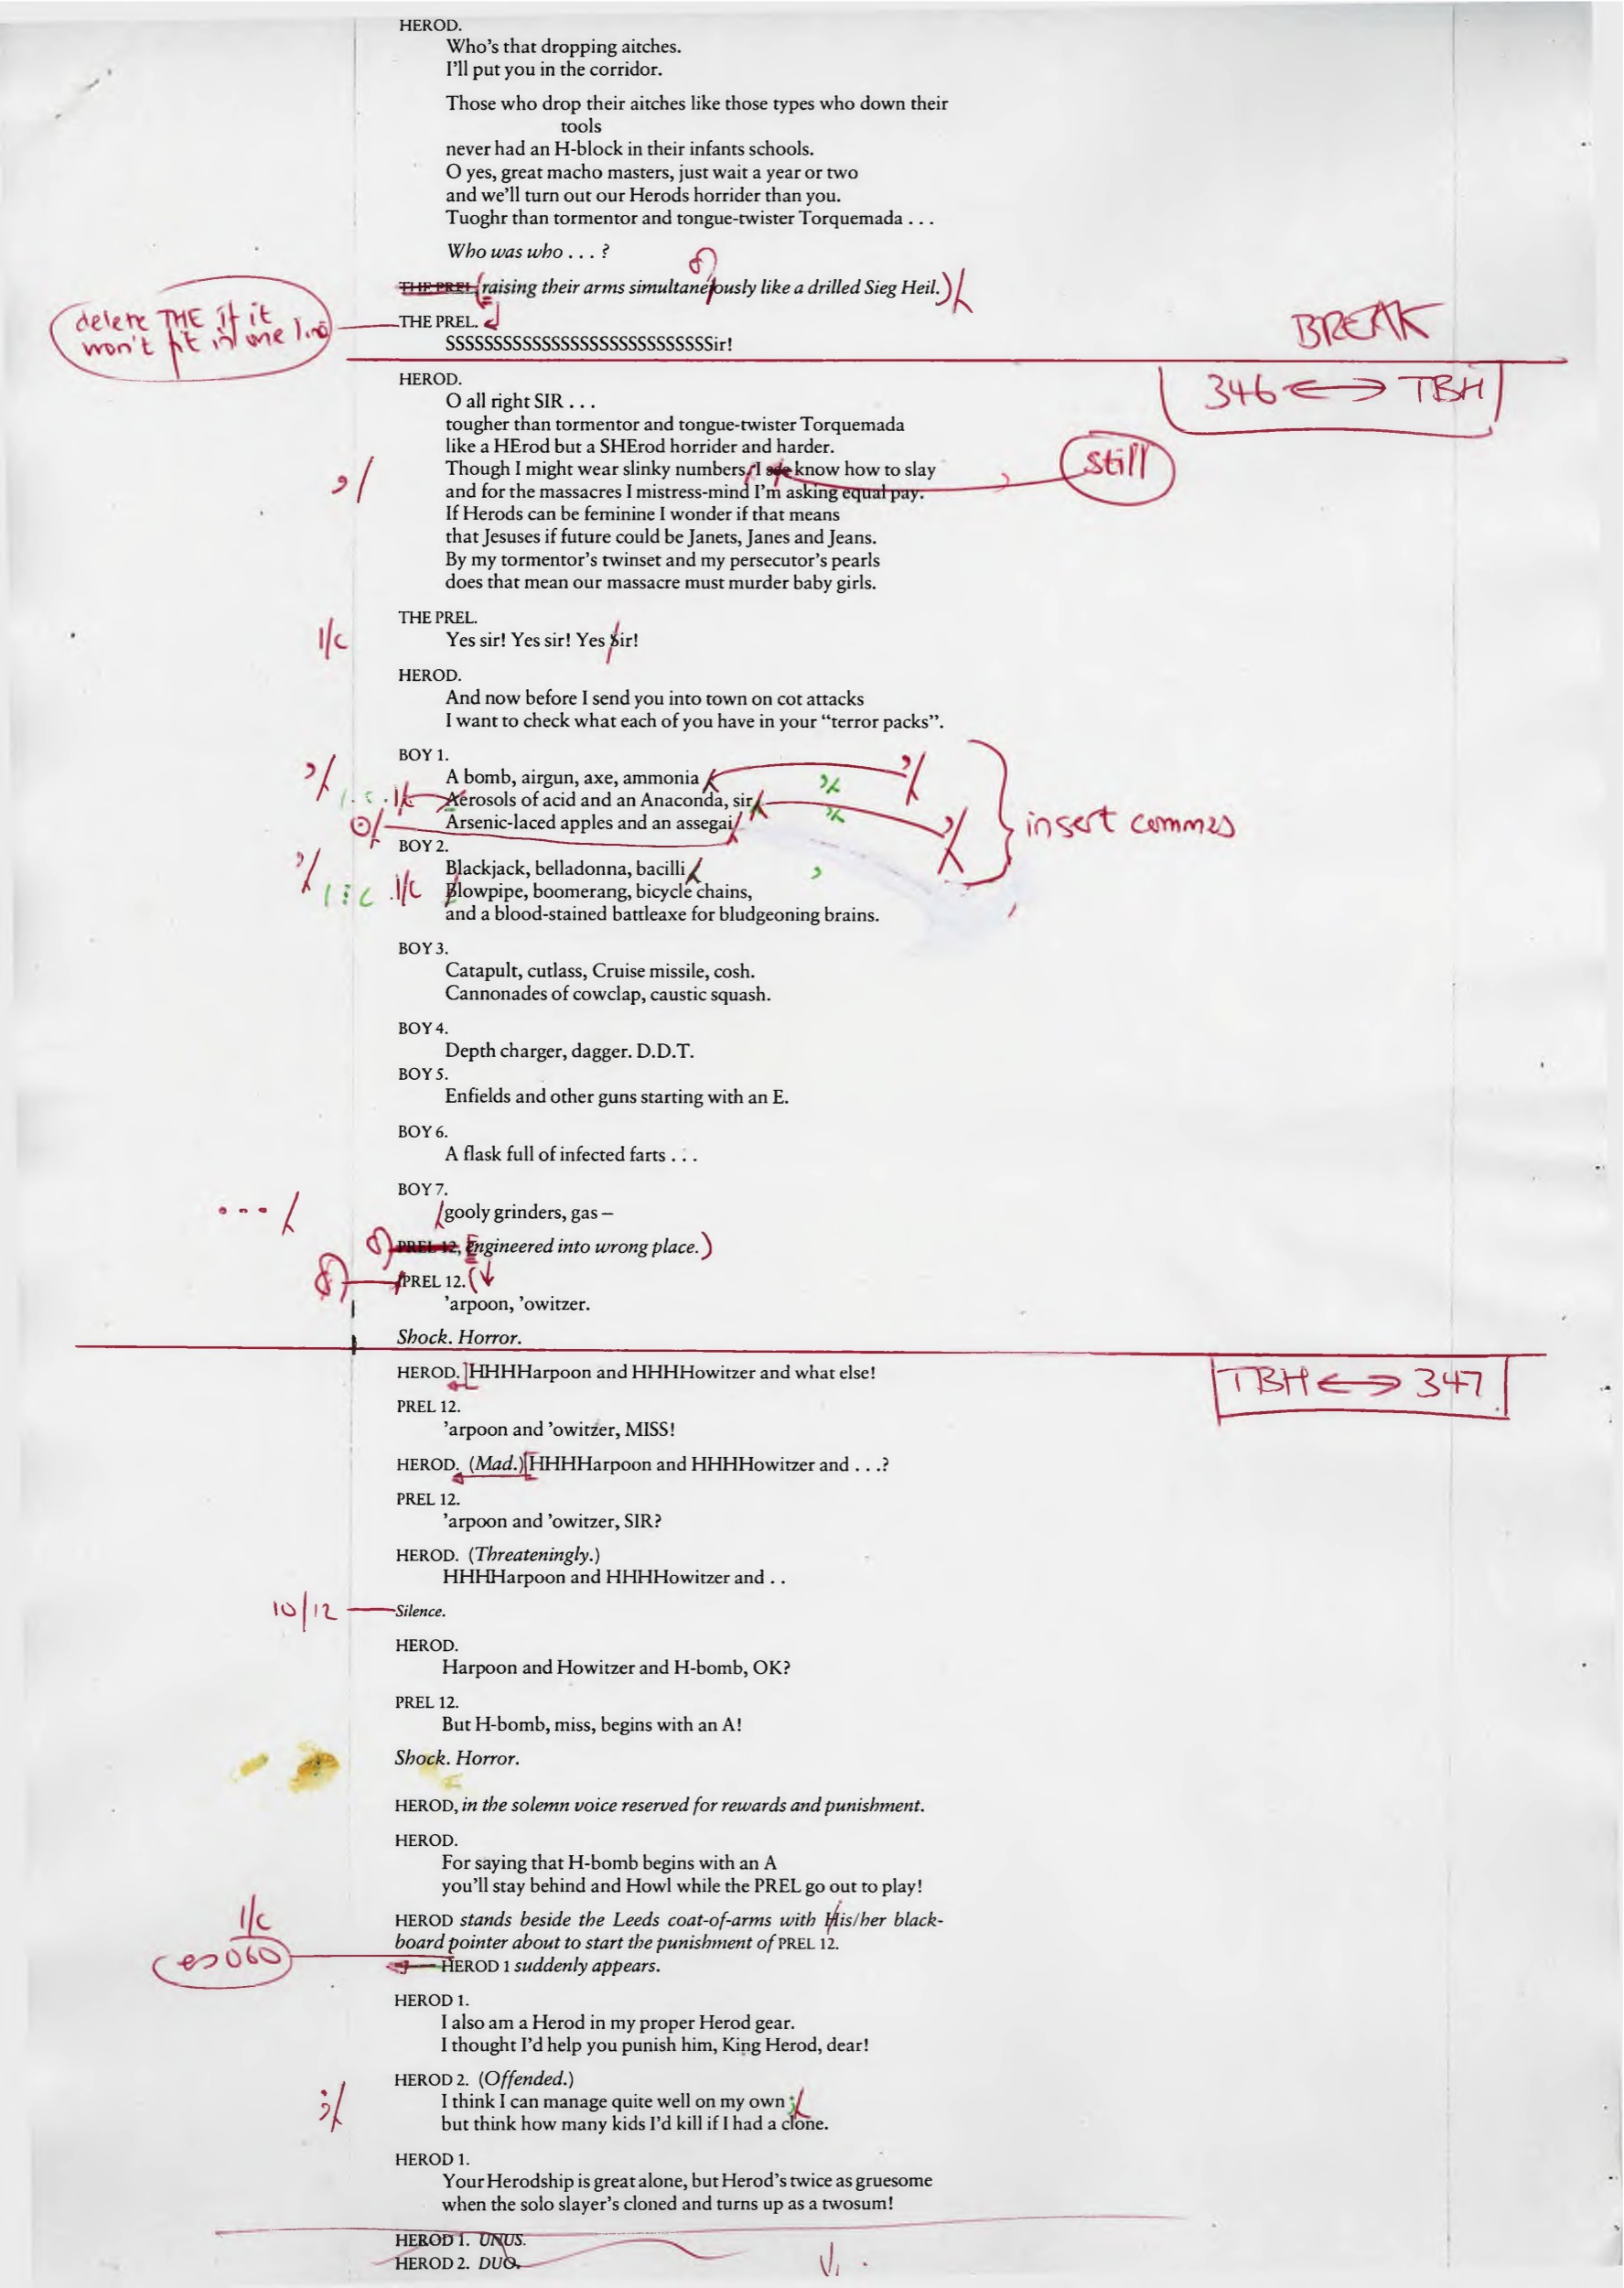 HEROD.
Who's that dropping aitches.
I'll put you in the corridor.
Those who drop their aitches like those types who down their
tools
never had an H-block in their infants schools.
O yes, great macho masters, just wait a year or two
and we'll turn out our Herods horrider than you.
Tuoghr than tormentor and tongue-twister Torquemada . . .
Who was who . . . ?
THE PREL (raising their arms simultaneously like a drilled Sieg Heil.)
delete THE if it
won't fit in one line
THE PREL.
SSSSSSSSSSSSSSSSSSSSSSSSSSSSSir!
BREAK
346 ↔ TBH
HEROD.
O all right SIR . . .
tougher than tormentor and tongue-twister Torquemada
like a HErod but a SHErod horrider and harder.
Though I might wear slinky numbers, I know how to slay
still
and for the massacres I mistress-mind I'm asking equal pay.
If Herods can be feminine I wonder if that means
that Jesuses if future could be Janets, Janes and Jeans.
By my tormentor's twinset and my persecutor's pearls
does that mean our massacre must murder baby girls.
THE PREL.
l/c Yes sir! Yes sir! Yes Sir!
HEROD.
And now before I send you into town on cot attacks
I want to check what each of you have in your “terror packs”.
BOY 1.
A bomb, airgun, axe, ammonia
l/c Aerosols of acid and an Anaconda, sir
Arsenic-laced apples and an assegai
insert commas
BOY 2.
Blackjack, belladonna, bacilli
l/c Blowpipe, boomerang, bicycle chains,
and a blood-stained battleaxe for bludgeoning brains.
BOY 3.
Catapult, cutlass, Cruise missile, cosh.
Cannonades of cowclap, caustic squash.
BOY 4.
Depth charger, dagger. D.D.T.
BOY 5.
Enfields and other guns starting with an E.
BOY 6.
A flask full of infected farts . . .
BOY 7.
... / gooly grinders, gas –
PREL 12, engineered into wrong place.)
PREL 12. (
'arpoon, 'owitzer.
Shock. Horror.
TBH ↔ 347
HEROD. HHHHarpoon and HHHHowitzer and what else!
PREL 12.
'arpoon and 'owitzer, MISS!
HEROD. (Mad.) HHHHarpoon and HHHHowitzer and . . .?
PREL 12.
'arpoon and 'owitzer, SIR?
HEROD. (Threateningly.)
HHHHarpoon and HHHHowitzer and . .
10/12 Silence.
HEROD.
Harpoon and Howitzer and H-bomb, OK?
PREL 12.
But H-bomb, miss, begins with an A!
Shock. Horror.
HEROD, in the solemn voice reserved for rewards and punishment.
HEROD.
For saying that H-bomb begins with an A
you'll stay behind and Howl while the PREL go out to play!
l/c HEROD stands beside the Leeds coat-of-arms with His/her black-
board pointer about to start the punishment of PREL 12.
HEROD 1 suddenly appears.
HEROD 1.
I also am a Herod in my proper Herod gear.
I thought I'd help you punish him, King Herod, dear!
HEROD 2. (Offended.)
;/ I think I can manage quite well on my own ;
but think how many kids I'd kill if I had a clone.
HEROD 1.
Your Herodship is great alone, but Herod's twice as gruesome
when the solo slayer's cloned and turns up as a twosum!
HEROD 1. UNUS.
HEROD 2. DUO.